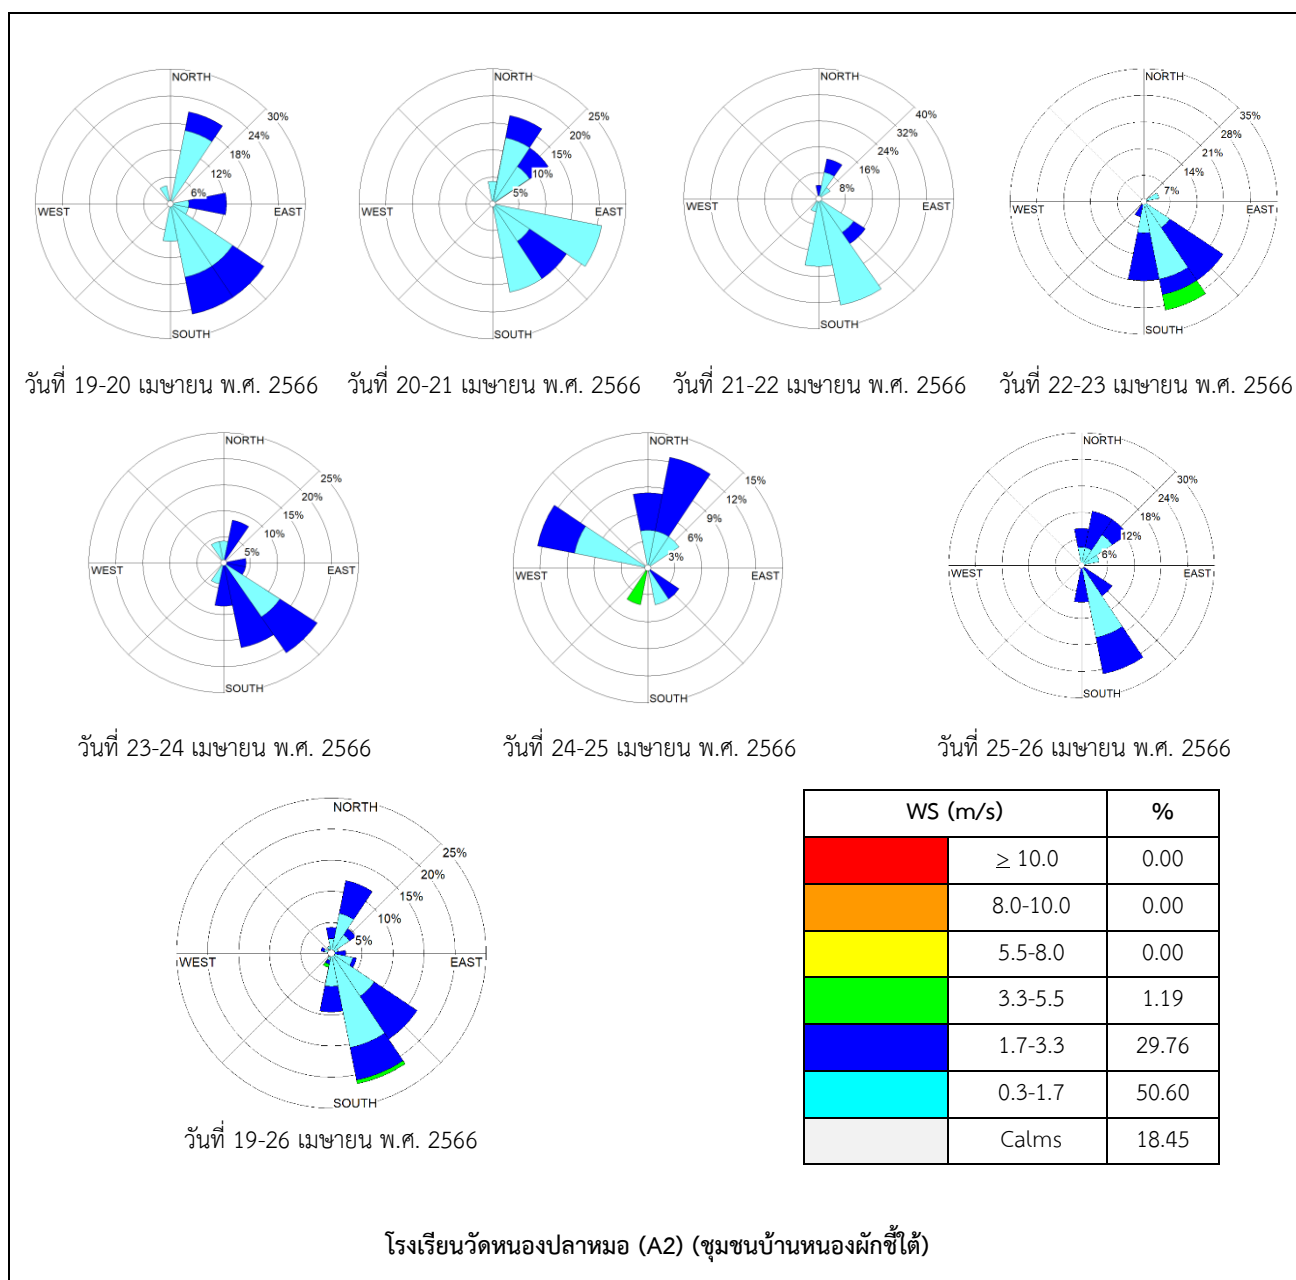 NORTH
30%
24%
18%
12%
6%
WEST
EAST
SOUTH
วันที่ 19-20 เมษายน พ.ศ. 2566
NORTH
25%
20%
15%
10%
5%
WEST
EAST
SOUTH
วันที่ 20-21 เมษายน พ.ศ. 2566
NORTH
40%
32%
24%
16%
8%
WEST
EAST
SOUTH
วันที่ 21-22 เมษายน พ.ศ. 2566
NORTH
35%
28%
21%
14%
7%
WEST
EAST
SOUTH
วันที่ 22-23 เมษายน พ.ศ. 2566
NORTH
25%
20%
15%
10%
5%
WEST
EAST
SOUTH
วันที่ 23-24 เมษายน พ.ศ. 2566
NORTH
15%
12%
9%
6%
3%
WEST
EAST
SOUTH
วันที่ 24-25 เมษายน พ.ศ. 2566
NORTH
30%
24%
18%
12%
6%
WEST
EAST
SOUTH
วันที่ 25-26 เมษายน พ.ศ. 2566
NORTH
25%
20%
15%
10%
5%
WEST
EAST
SOUTH
วันที่ 19-26 เมษายน พ.ศ. 2566
WS (m/s) %
≥ 10.0 0.00
8.0-10.0 0.00
5.5-8.0 0.00
3.3-5.5 1.19
1.7-3.3 29.76
0.3-1.7 50.60
Calms 18.45
โรงเรียนวัดหนองปลาหมอ (A2) (ชุมชนบ้านหนองผักชี้ใต้)